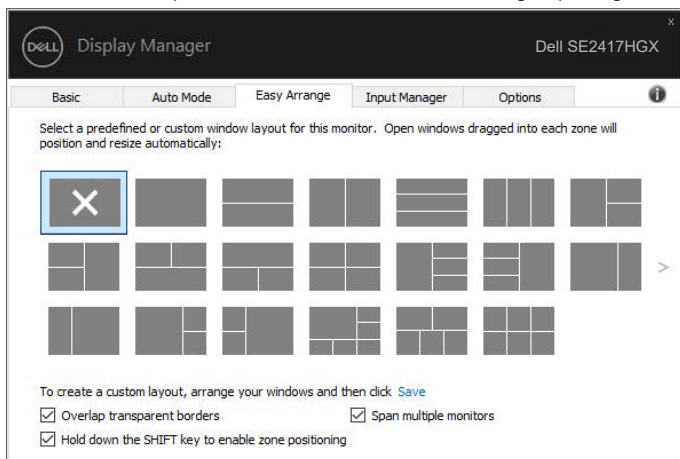 x
DELL Display Manager Dell SE2417HGX
Basic Auto Mode Easy Arrange Input Manager Options i
Select a predefined or custom window layout for this monitor. Open windows dragged into each zone will
position and resize automatically:
>
To create a custom layout, arrange your windows and then click Save
Overlap transparent borders Span multiple monitors
Hold down the SHIFT key to enable zone positioning